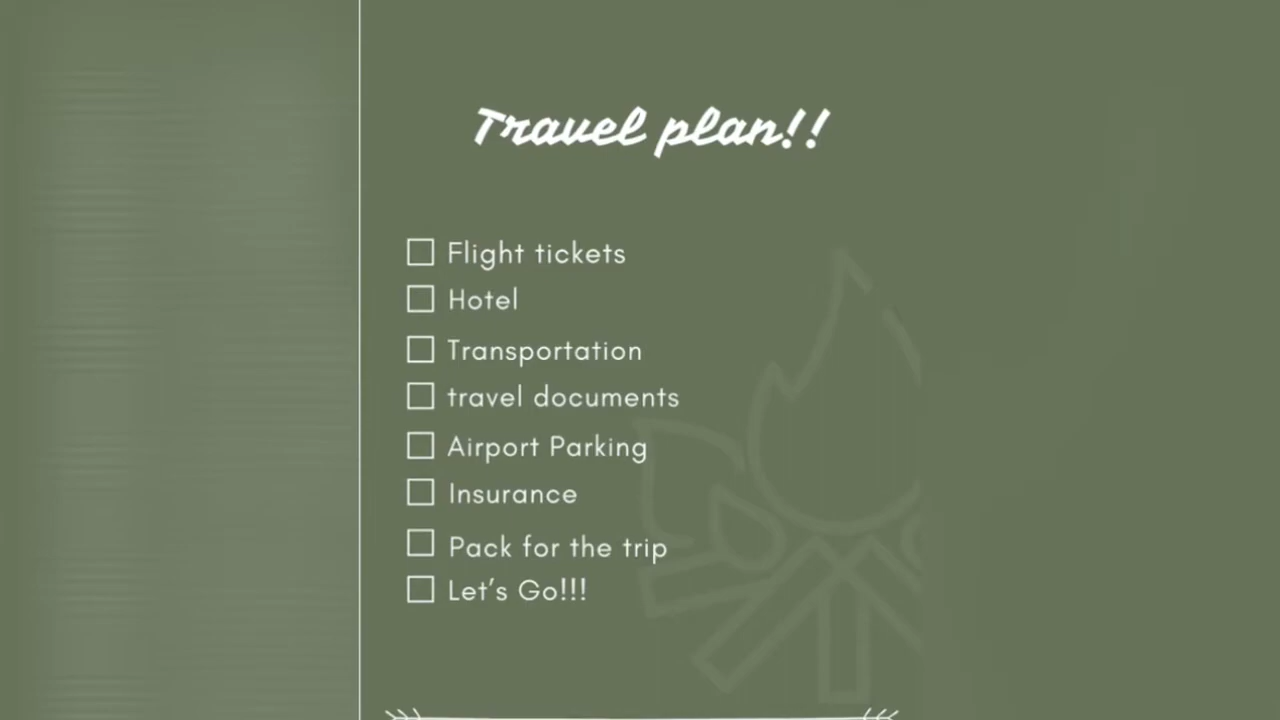 Travel plan!!
Flight tickets
Hotel
Transportation
travel documents
Airport Parking
Insurance
Pack for the trip
Let's Go!!!